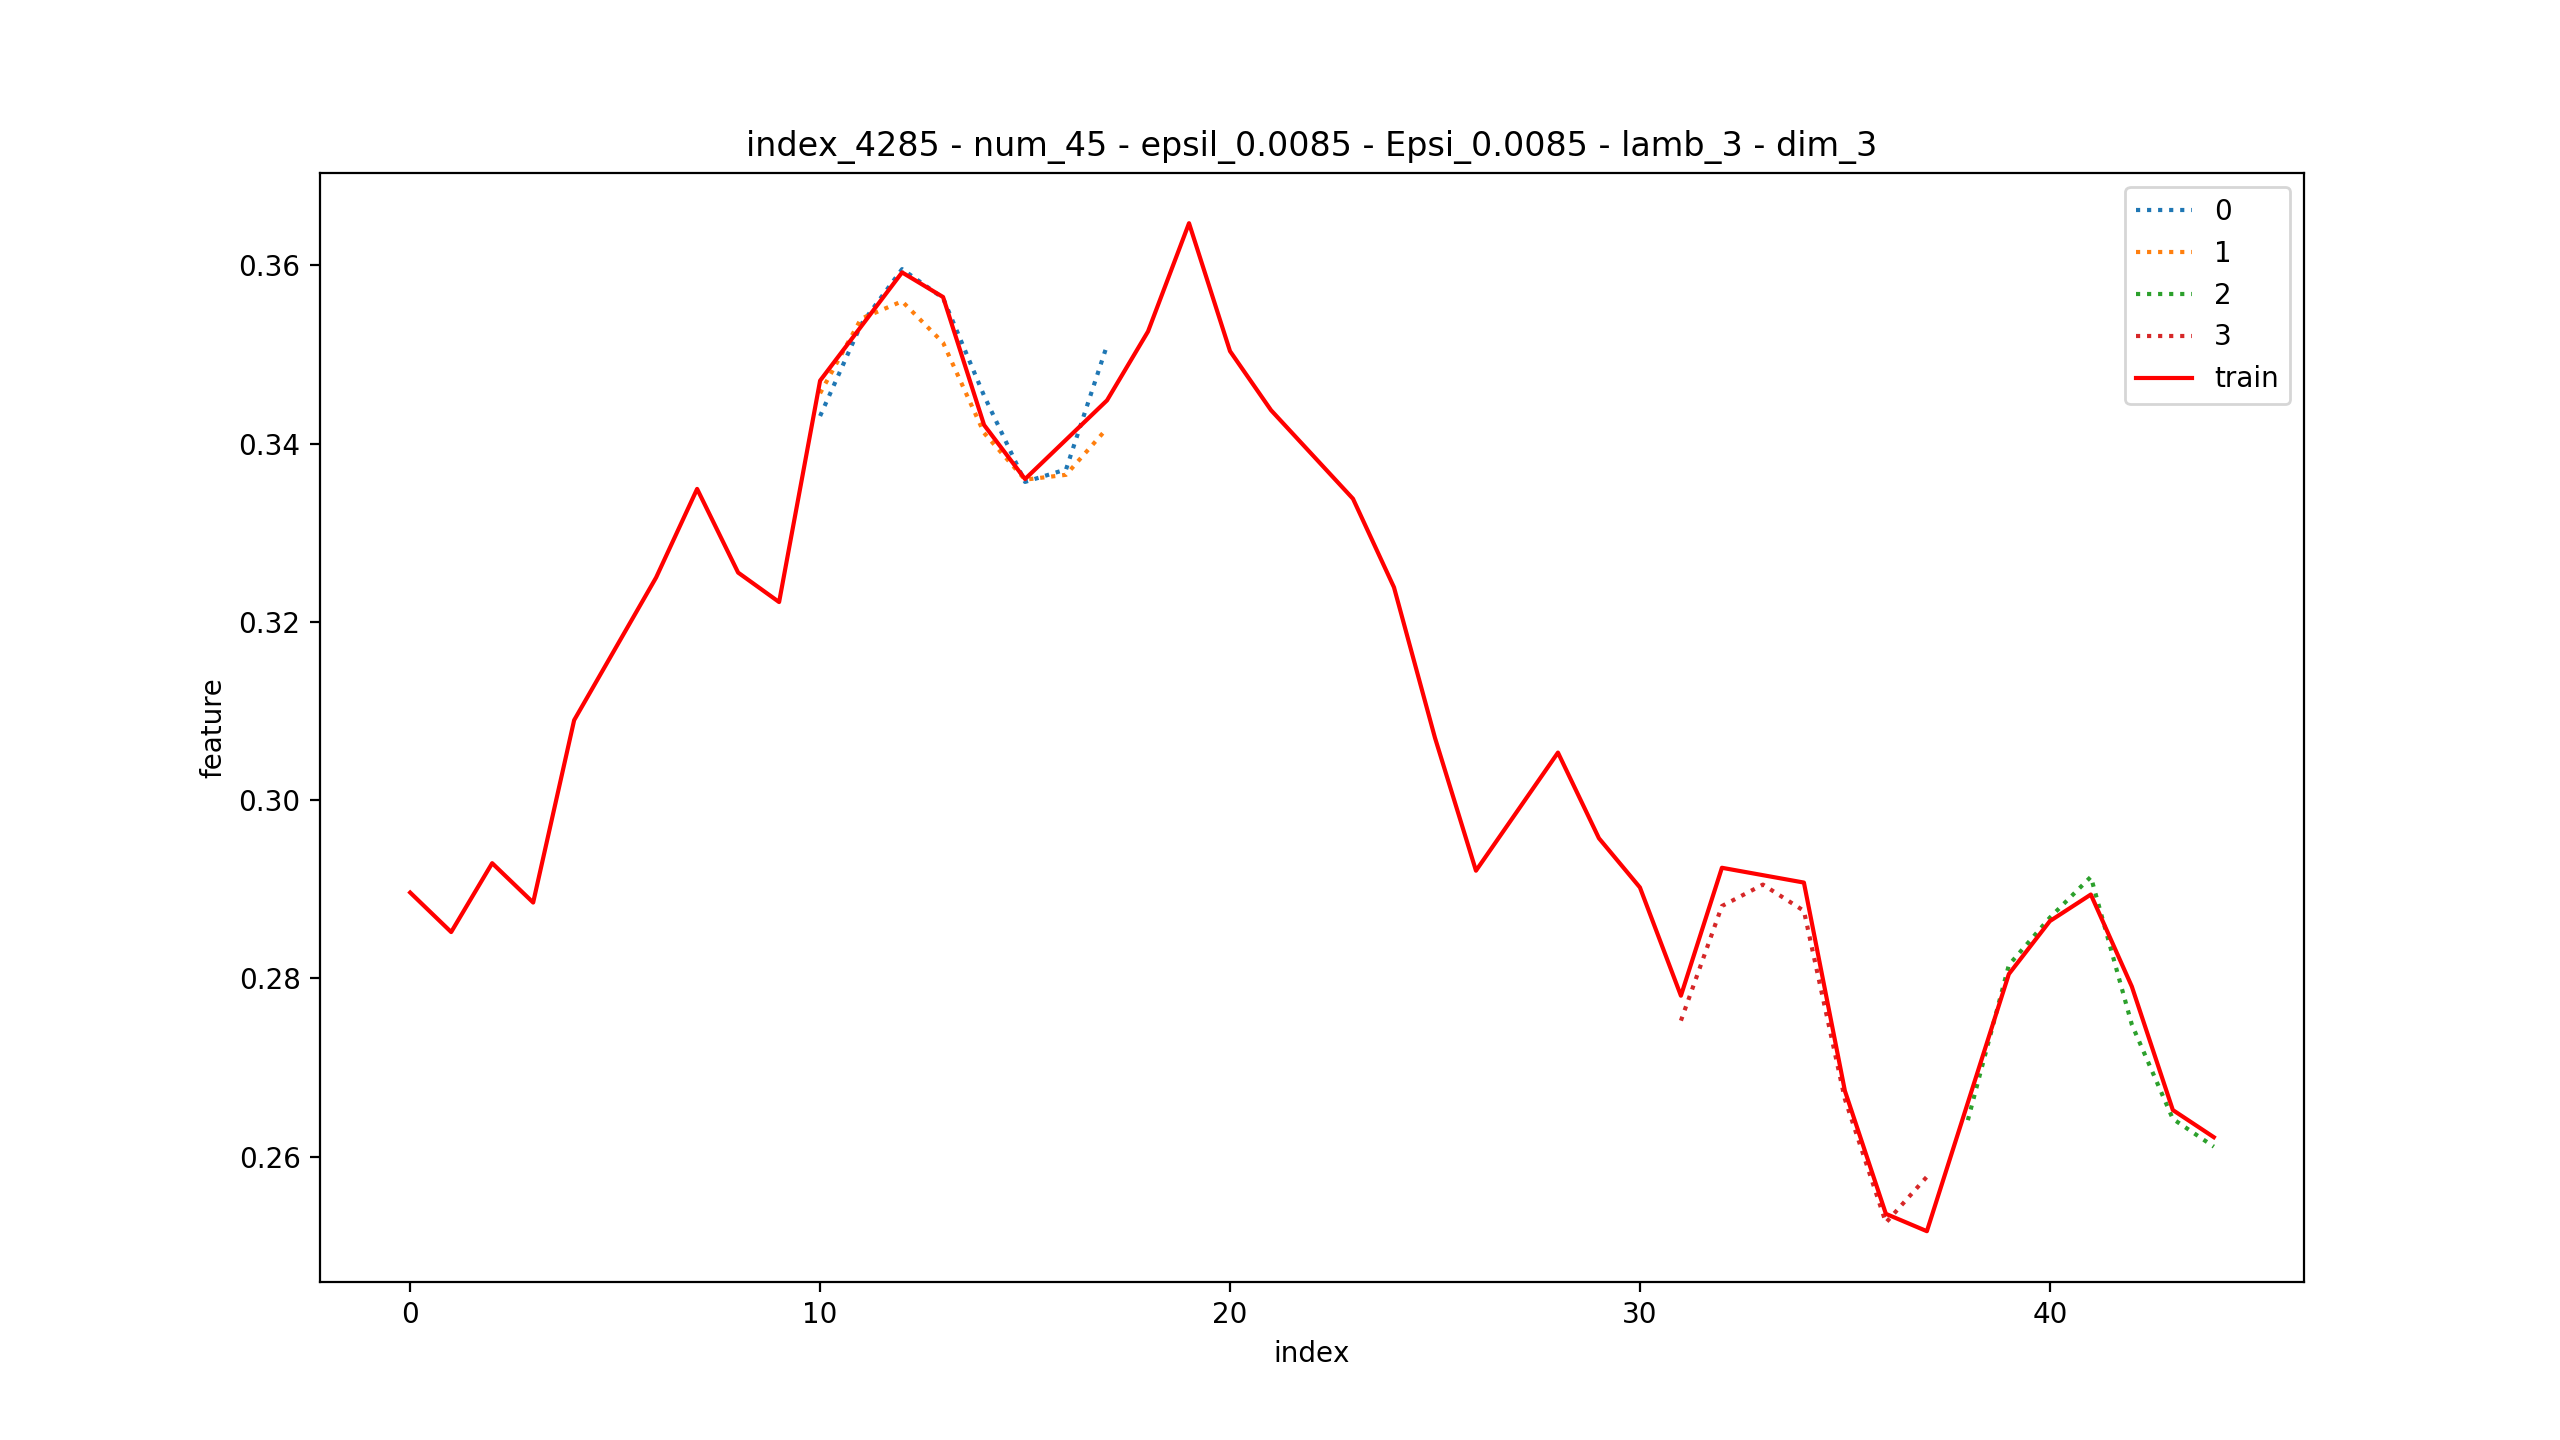 index_4285 - num_45 - epsil_0.0085 - Epsi_0.0085 - lamb_3 - dim_3
0
1
2
3
train
0.36
0.34
0.32
0.30
0.28
0.26
feature
0 10 20 30 40
index